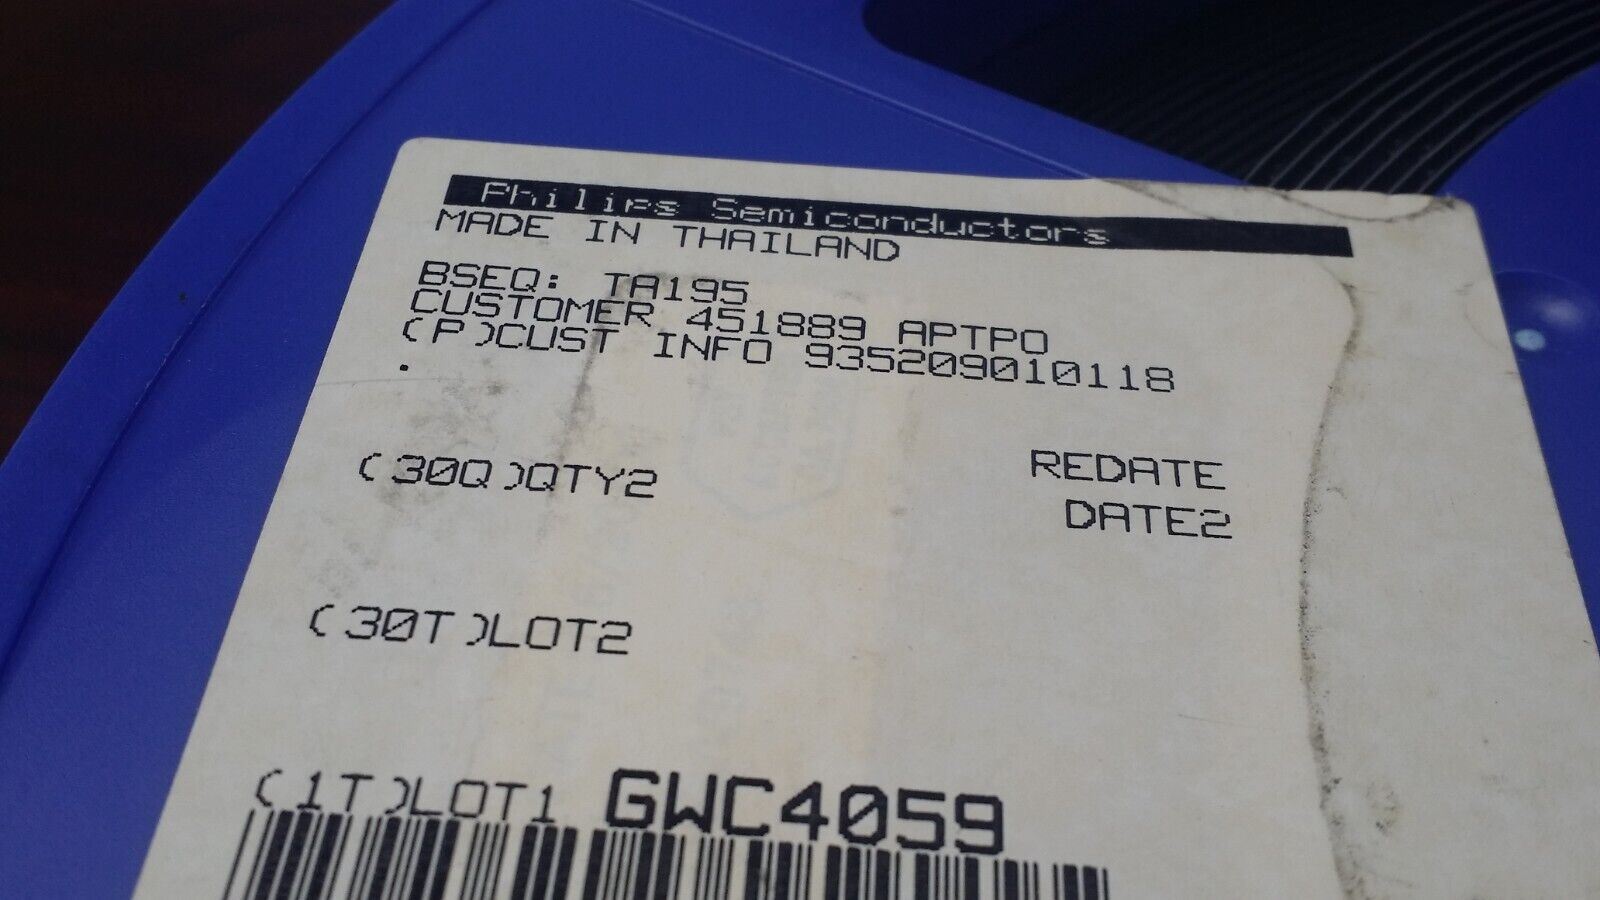 Philips Semiconductors
MADE IN THAILAND
BSEQ: TA195
CUSTOMER 451889 APTPO
(P)CUST INFO 935209010118
.
(30Q)QTY2
REDATE
DATE2
(30T)LOT2
(1T)LOT1 GWC4059